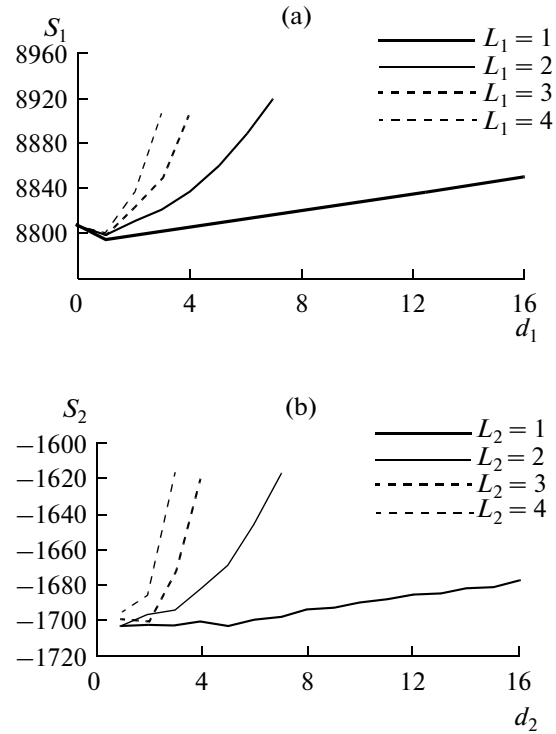 (a)
S₁
8960
8920
8880
8840
8800
0 4 8 12 16
d₁
L₁ = 1
L₁ = 2
L₁ = 3
L₁ = 4
(b)
S₂
−1600
−1620
−1640
−1660
−1680
−1700
−1720
0 4 8 12 16
d₂
L₂ = 1
L₂ = 2
L₂ = 3
L₂ = 4